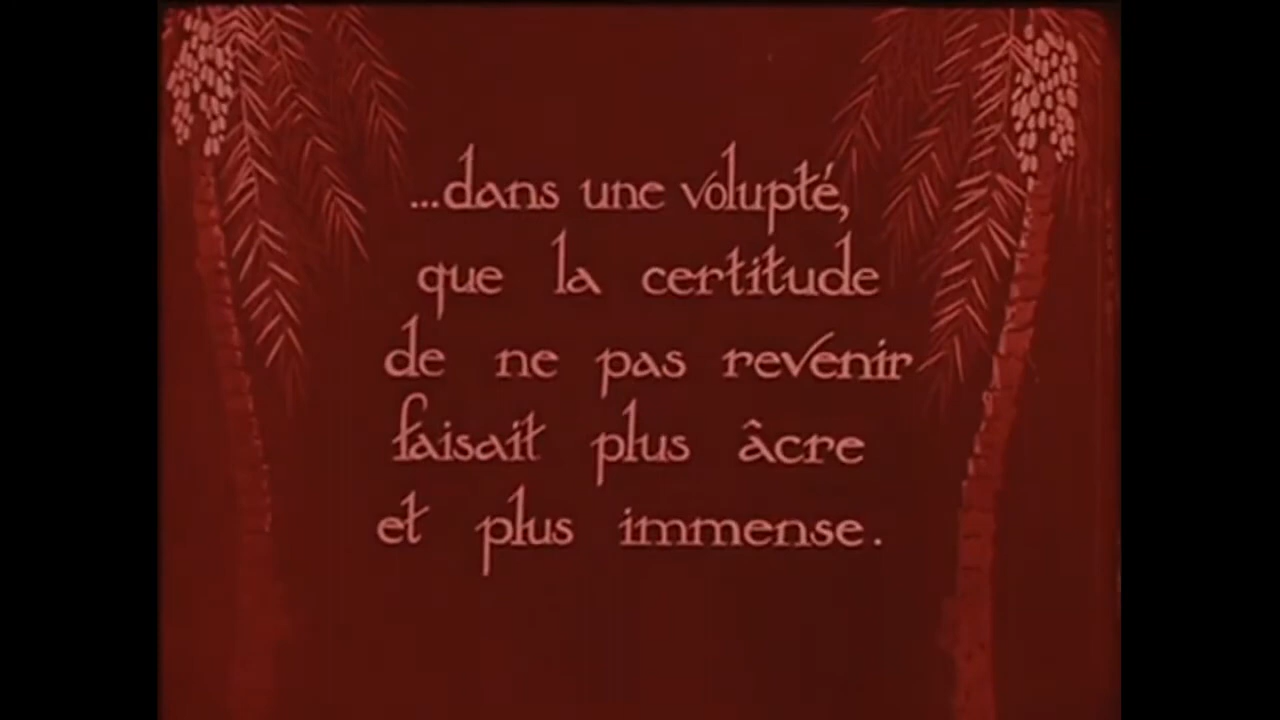 ...dans une volupté,
que la certitude
de ne pas revenir
faisait plus âcre
et plus immense.